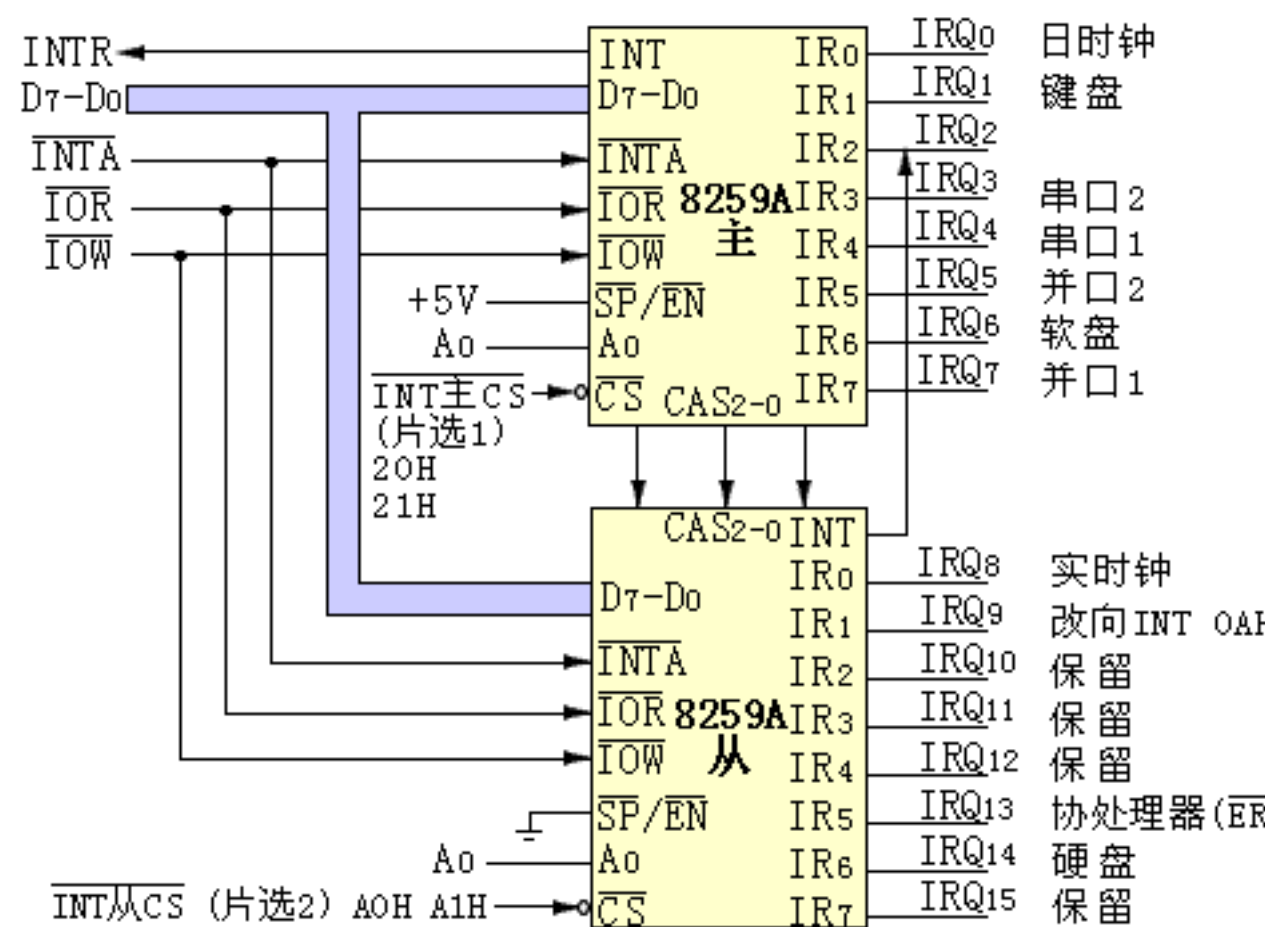 INTR INT IR0 IRQ0 日时钟
D7-D0 D7-D0 IR1 IRQ1 键盘
INTA INTA IR2 IRQ2
IOR IOR 8259A IR3 IRQ3 串口2
IOW IOW 主 IR4 IRQ4 串口1
+5V SP/EN IR5 IRQ5 并口2
A0 A0 IR6 IRQ6 软盘
INT主CS CS CAS2-0 IR7 IRQ7 并口1
(片选1)
20H
21H
CAS2-0 INT
IR0 IRQ8 实时钟
D7-D0 IR1 IRQ9 改向INT 0AH
INTA IR2 IRQ10 保留
IOR 8259A IR3 IRQ11 保留
IOW 从 IR4 IRQ12 保留
SP/EN IR5 IRQ13 协处理器(ER
A0 A0 IR6 IRQ14 硬盘
INT从CS (片选2) A0H A1H CS IR7 IRQ15 保留